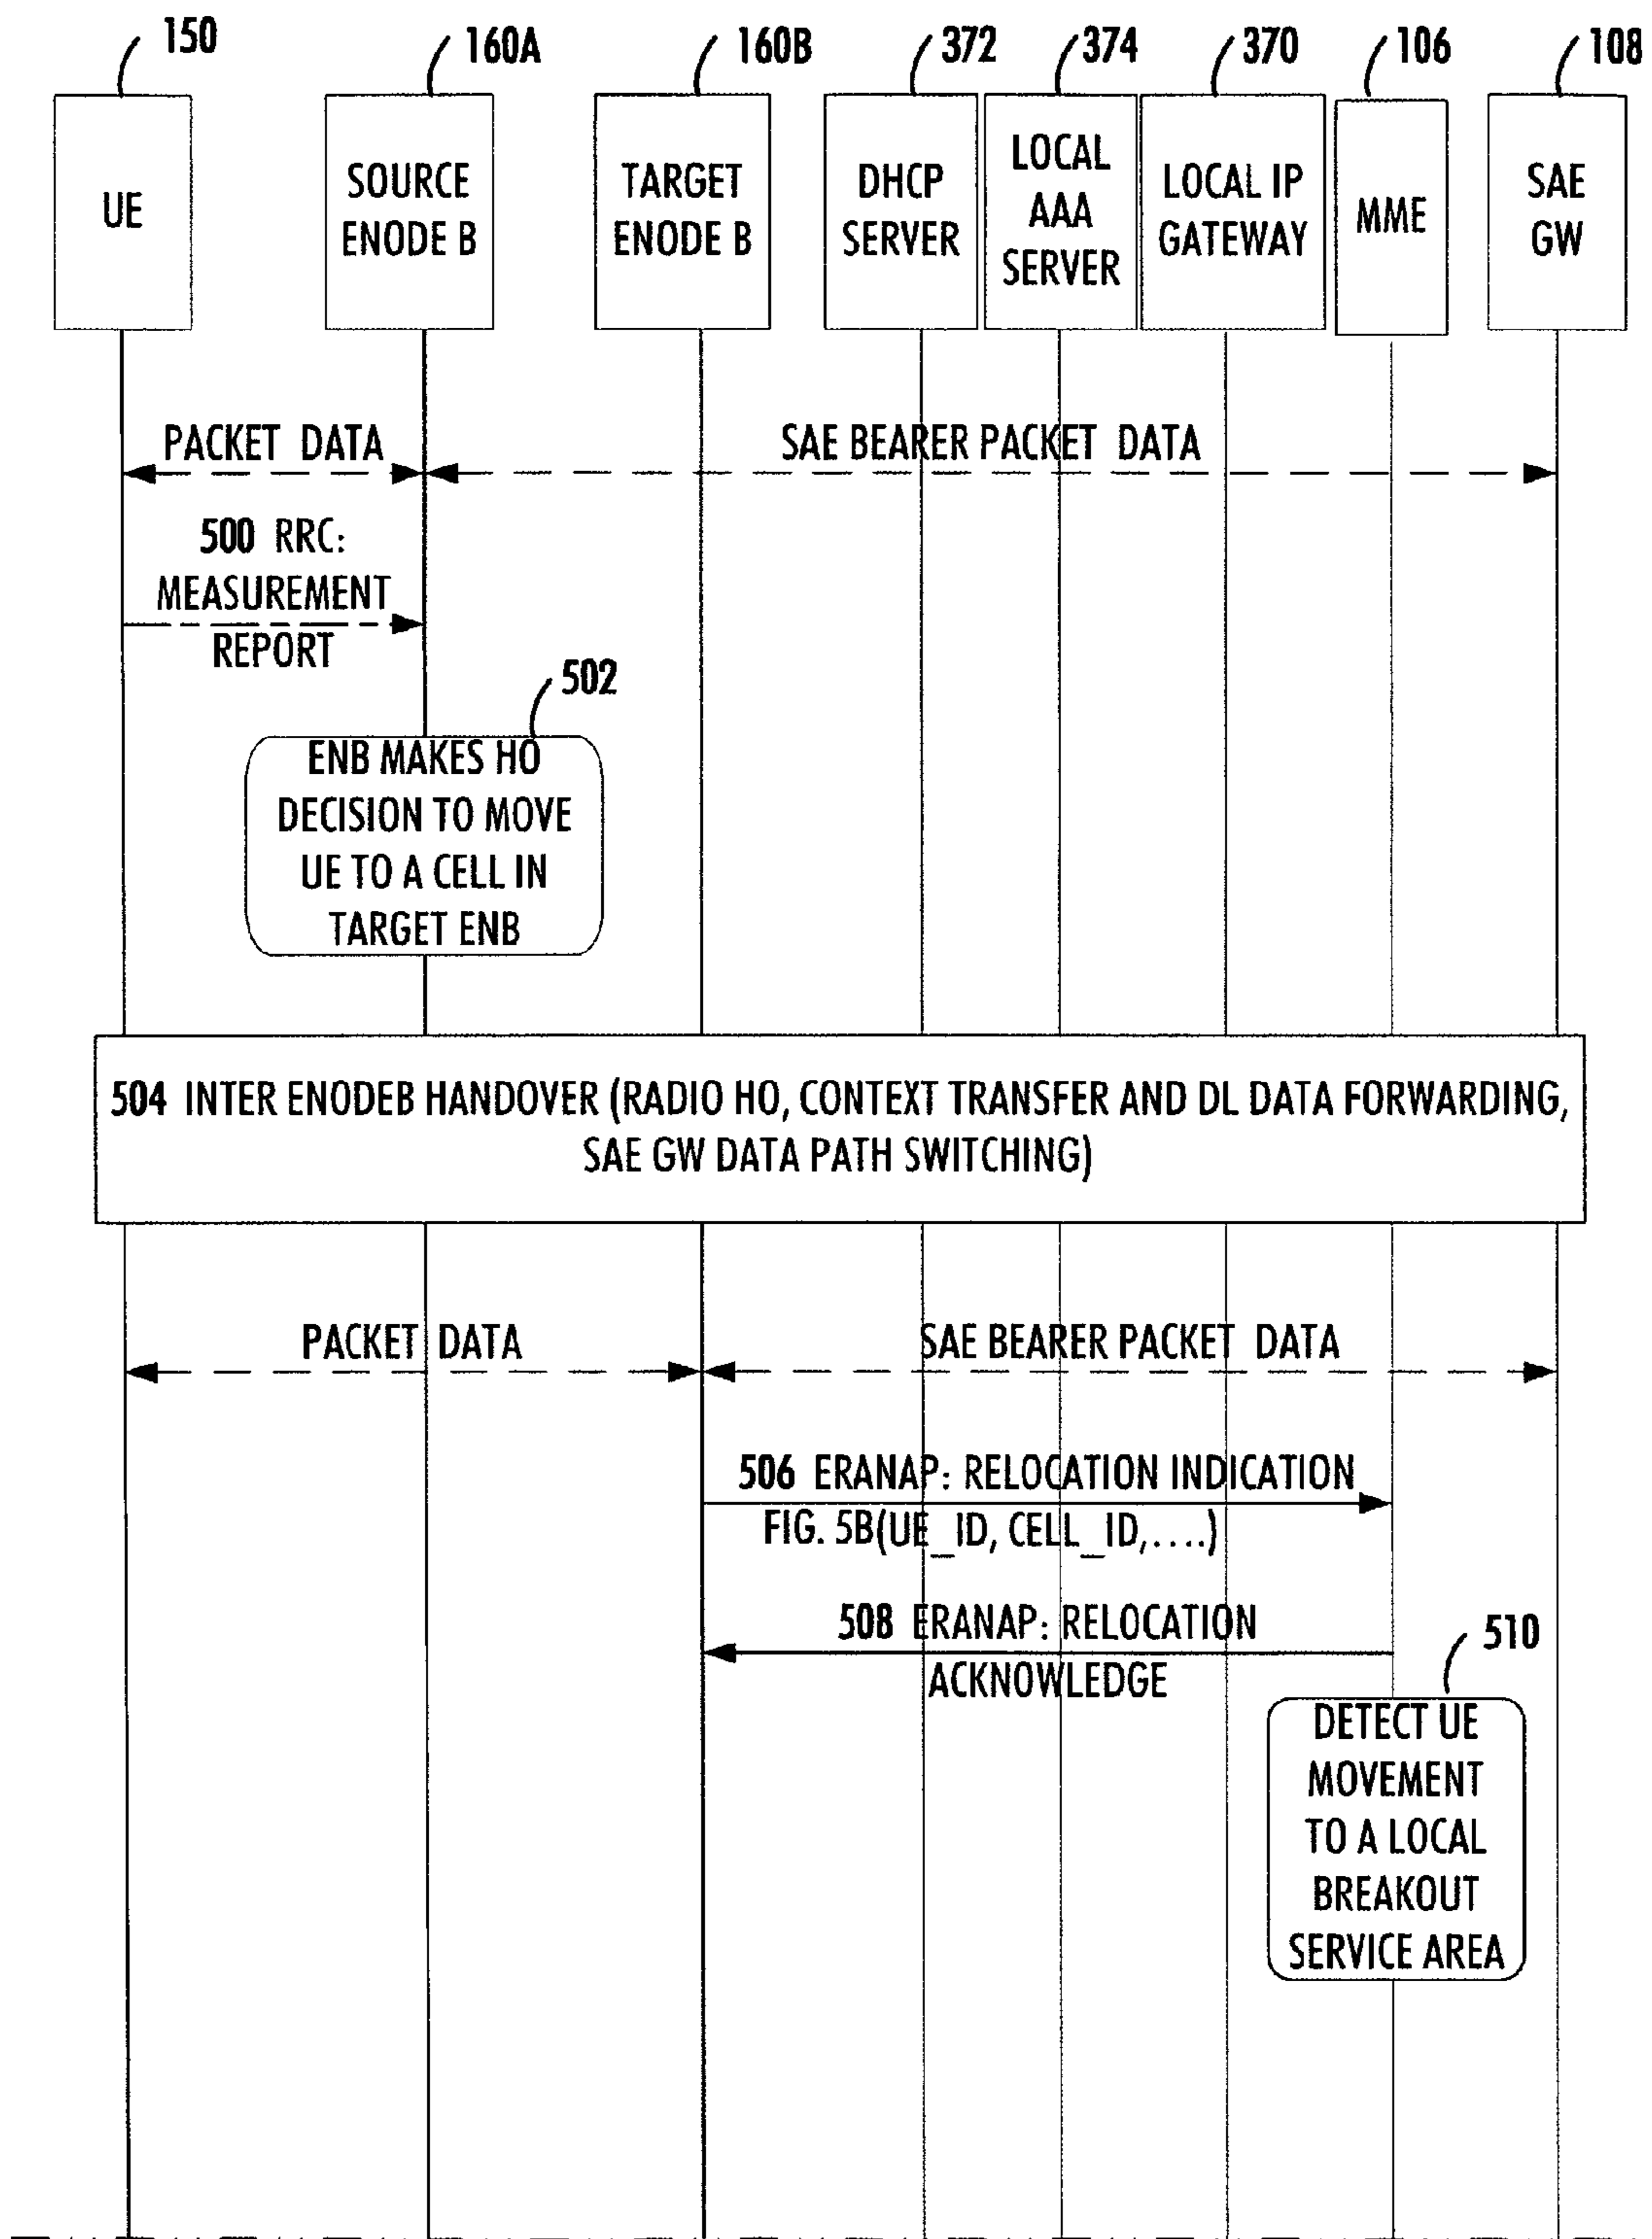 150
160A
160B
372
374
370
106
108
UE
SOURCE
ENODE B
TARGET
ENODE B
DHCP
SERVER
LOCAL
AAA
SERVER
LOCAL IP
GATEWAY
MME
SAE
GW
PACKET DATA
SAE BEARER PACKET DATA
500 RRC:
MEASUREMENT
REPORT
502
ENB MAKES HO
DECISION TO MOVE
UE TO A CELL IN
TARGET ENB
504 INTER ENODEB HANDOVER (RADIO HO, CONTEXT TRANSFER AND DL DATA FORWARDING,
SAE GW DATA PATH SWITCHING)
PACKET DATA
SAE BEARER PACKET DATA
506 ERANAP: RELOCATION INDICATION
FIG. 5B(UE_ID, CELL_ID,....)
508 ERANAP: RELOCATION
ACKNOWLEDGE
510
DETECT UE
MOVEMENT
TO A LOCAL
BREAKOUT
SERVICE AREA